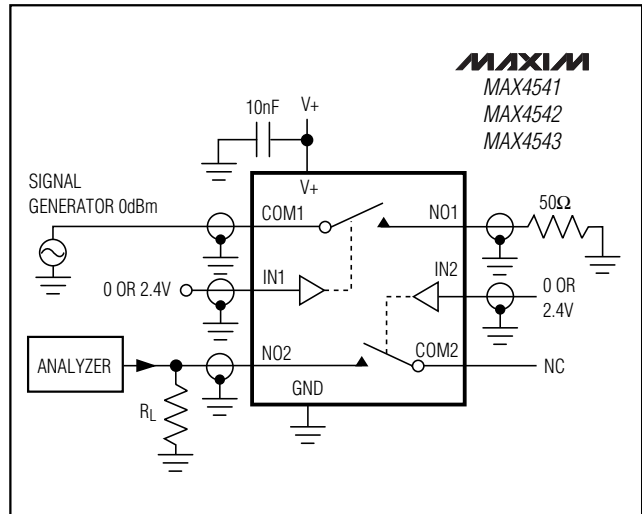 MAXIM
MAX4541
MAX4542
MAX4543
10nF
V+
V+
SIGNAL
GENERATOR 0dBm
COM1
NO1
50Ω
0 OR 2.4V
IN1
IN2
0 OR
2.4V
ANALYZER
NO2
COM2
NC
RL
GND